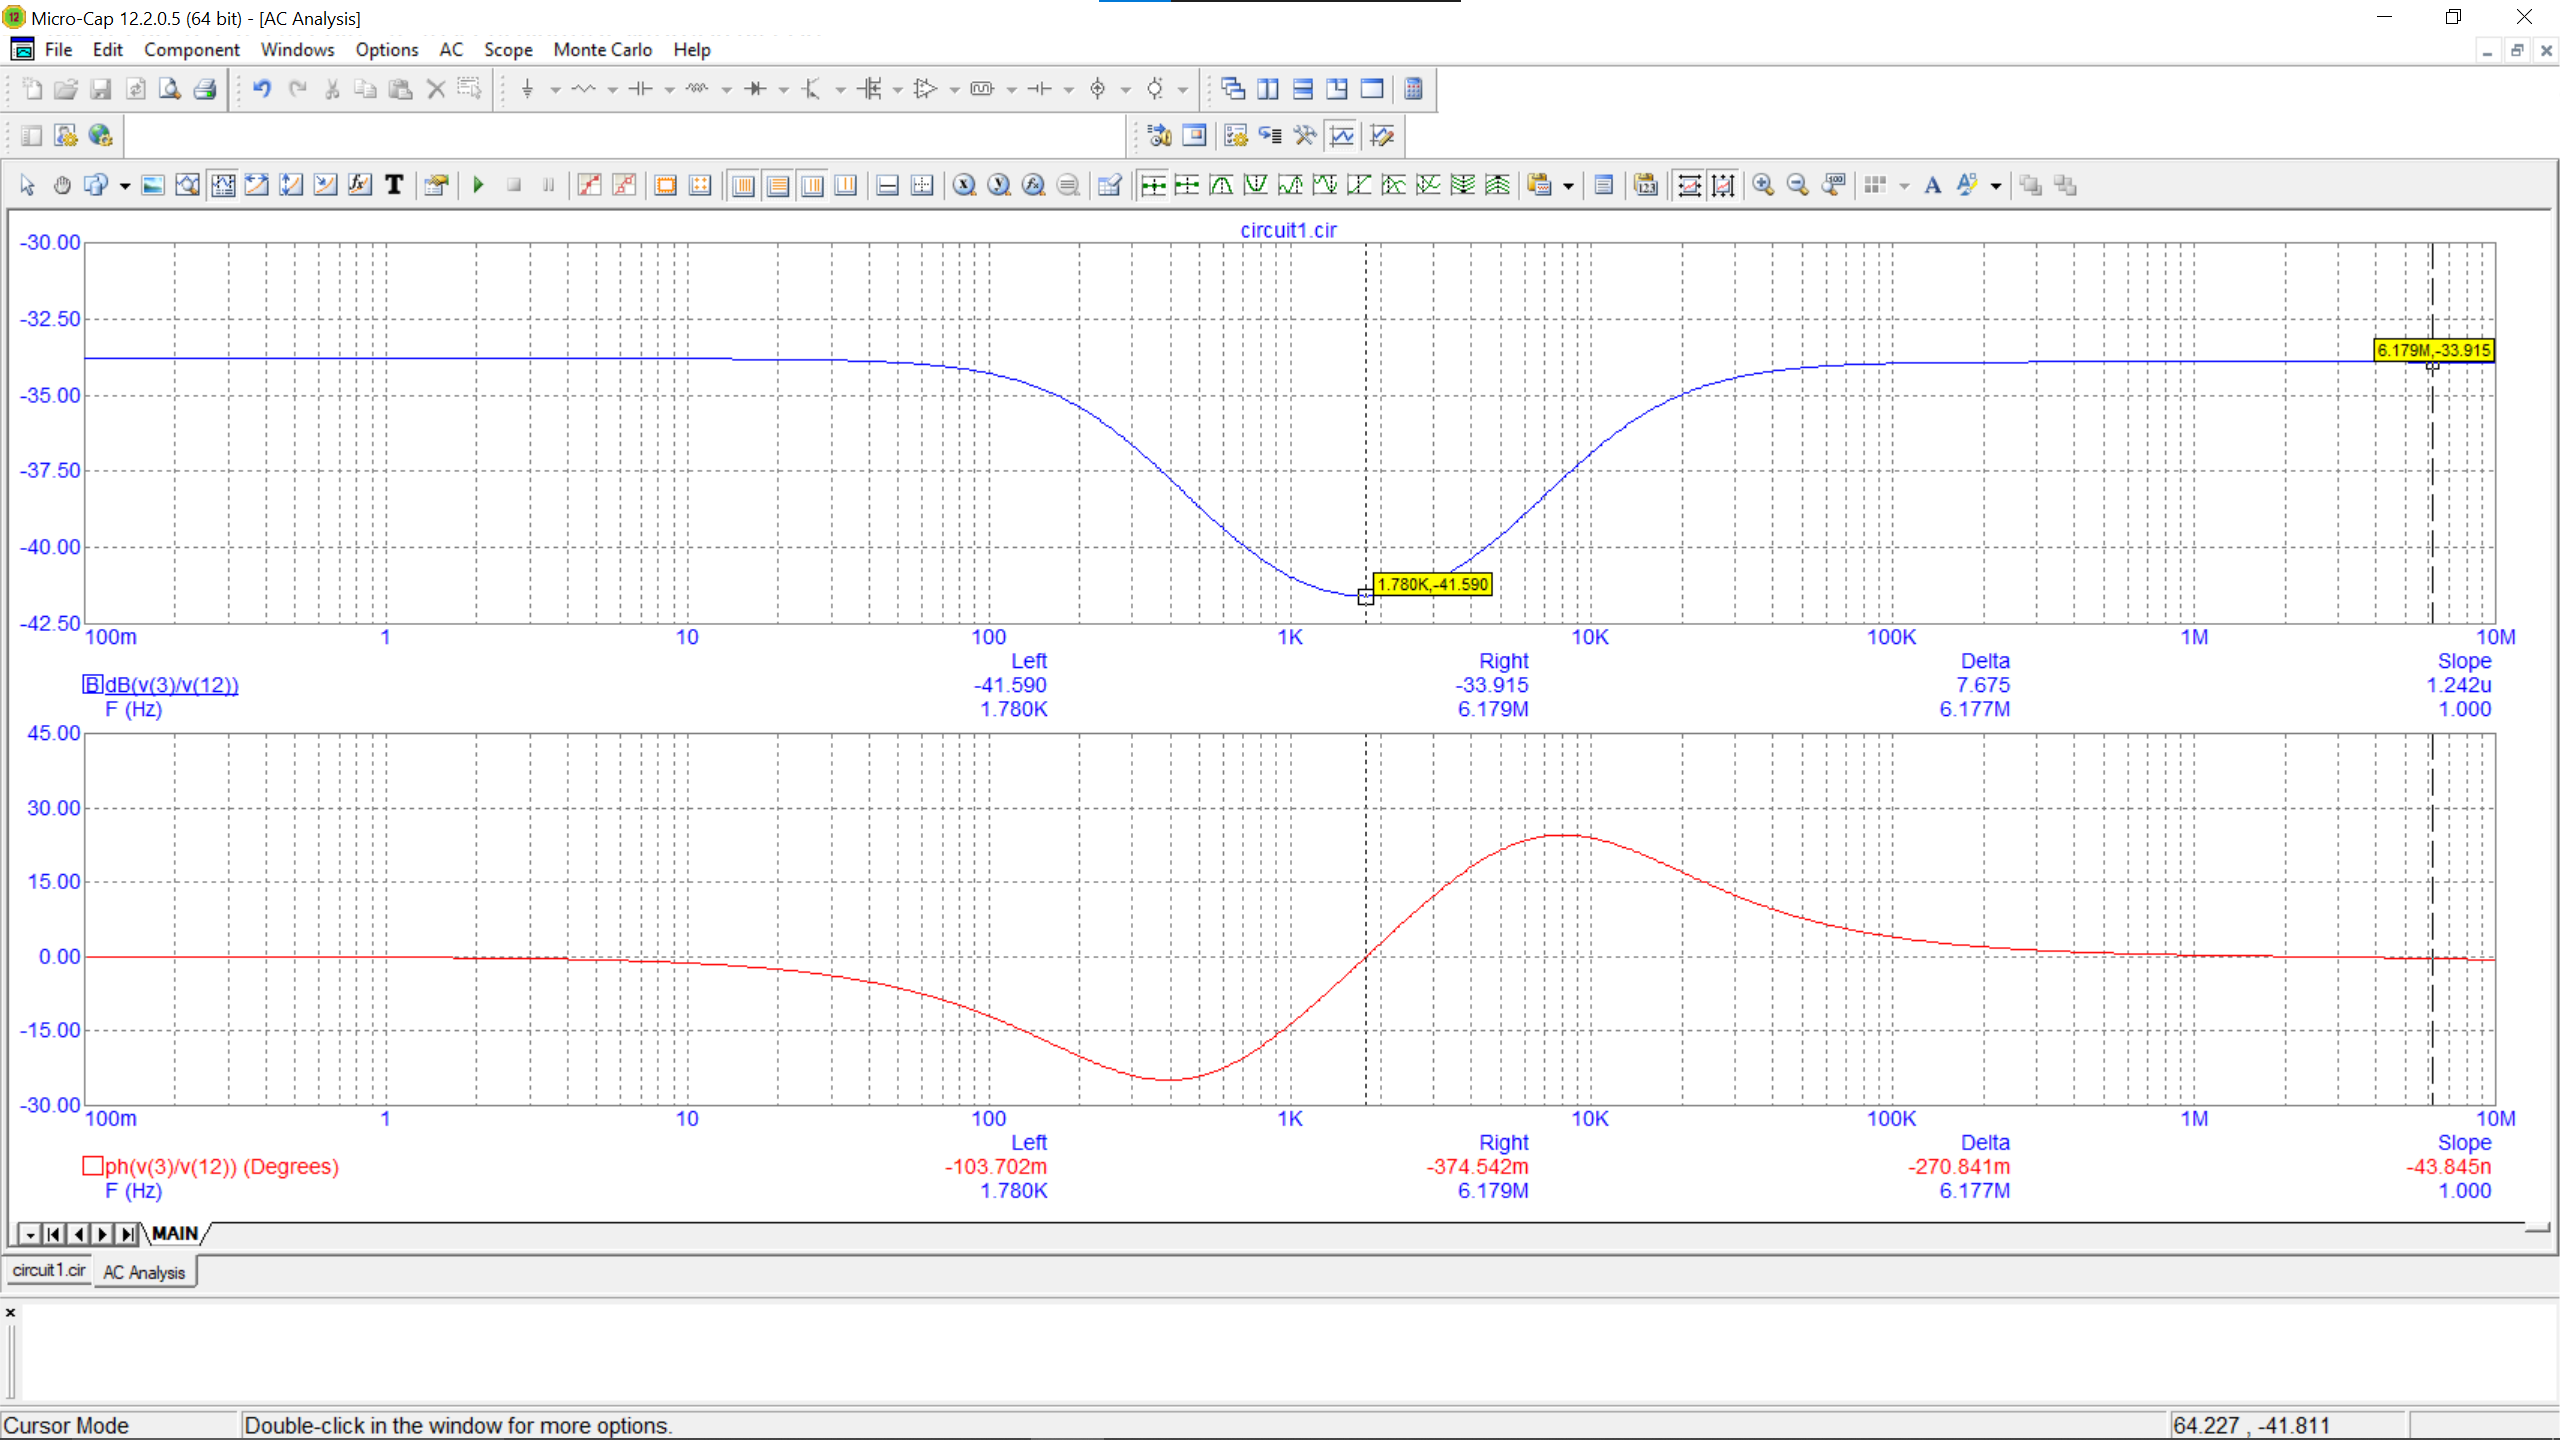 Micro-Cap 12.2.0.5 (64 bit) - [AC Analysis]
File Edit Component Windows Options AC Scope Monte Carlo Help
circuit1.cir
-30.00
-32.50
6.179M,-33.915
-35.00
-37.50
-40.00
1.780K,-41.590
-42.50
100m 1 10 100 1K 10K 100K 1M 10M
Left Right Delta Slope
B dB(v(3)/v(12)) -41.590 -33.915 7.675 1.242u
F (Hz) 1.780K 6.179M 6.177M 1.000
45.00
30.00
15.00
0.00
-15.00
-30.00
100m 1 10 100 1K 10K 100K 1M 10M
Left Right Delta Slope
ph(v(3)/v(12)) (Degrees) -103.702m -374.542m -270.841m -43.845n
F (Hz) 1.780K 6.179M 6.177M 1.000
MAIN
circuit1.cir AC Analysis
Cursor Mode Double-click in the window for more options. 64.227 , -41.811